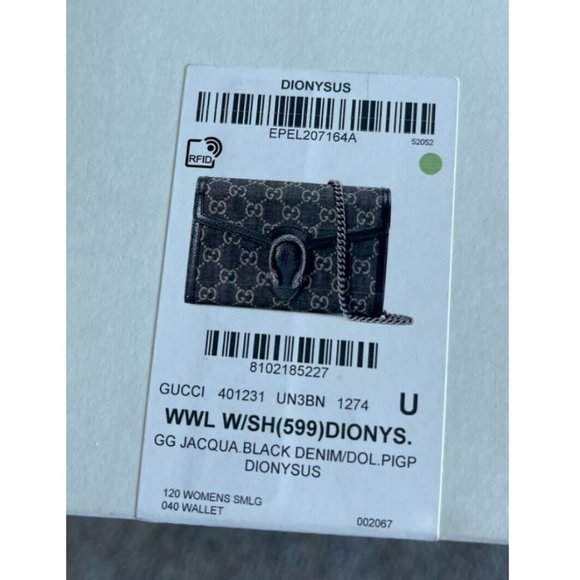 DIONYSUS
EPEL207164A
52052
RFID
8102185227
GUCCI 401231 UN3BN 1274 U
WWL W/SH(599)DIONYS.
GG JACQUA.BLACK DENIM/DOL.PIGP
DIONYSUS
120 WOMENS SMLG
040 WALLET
002067